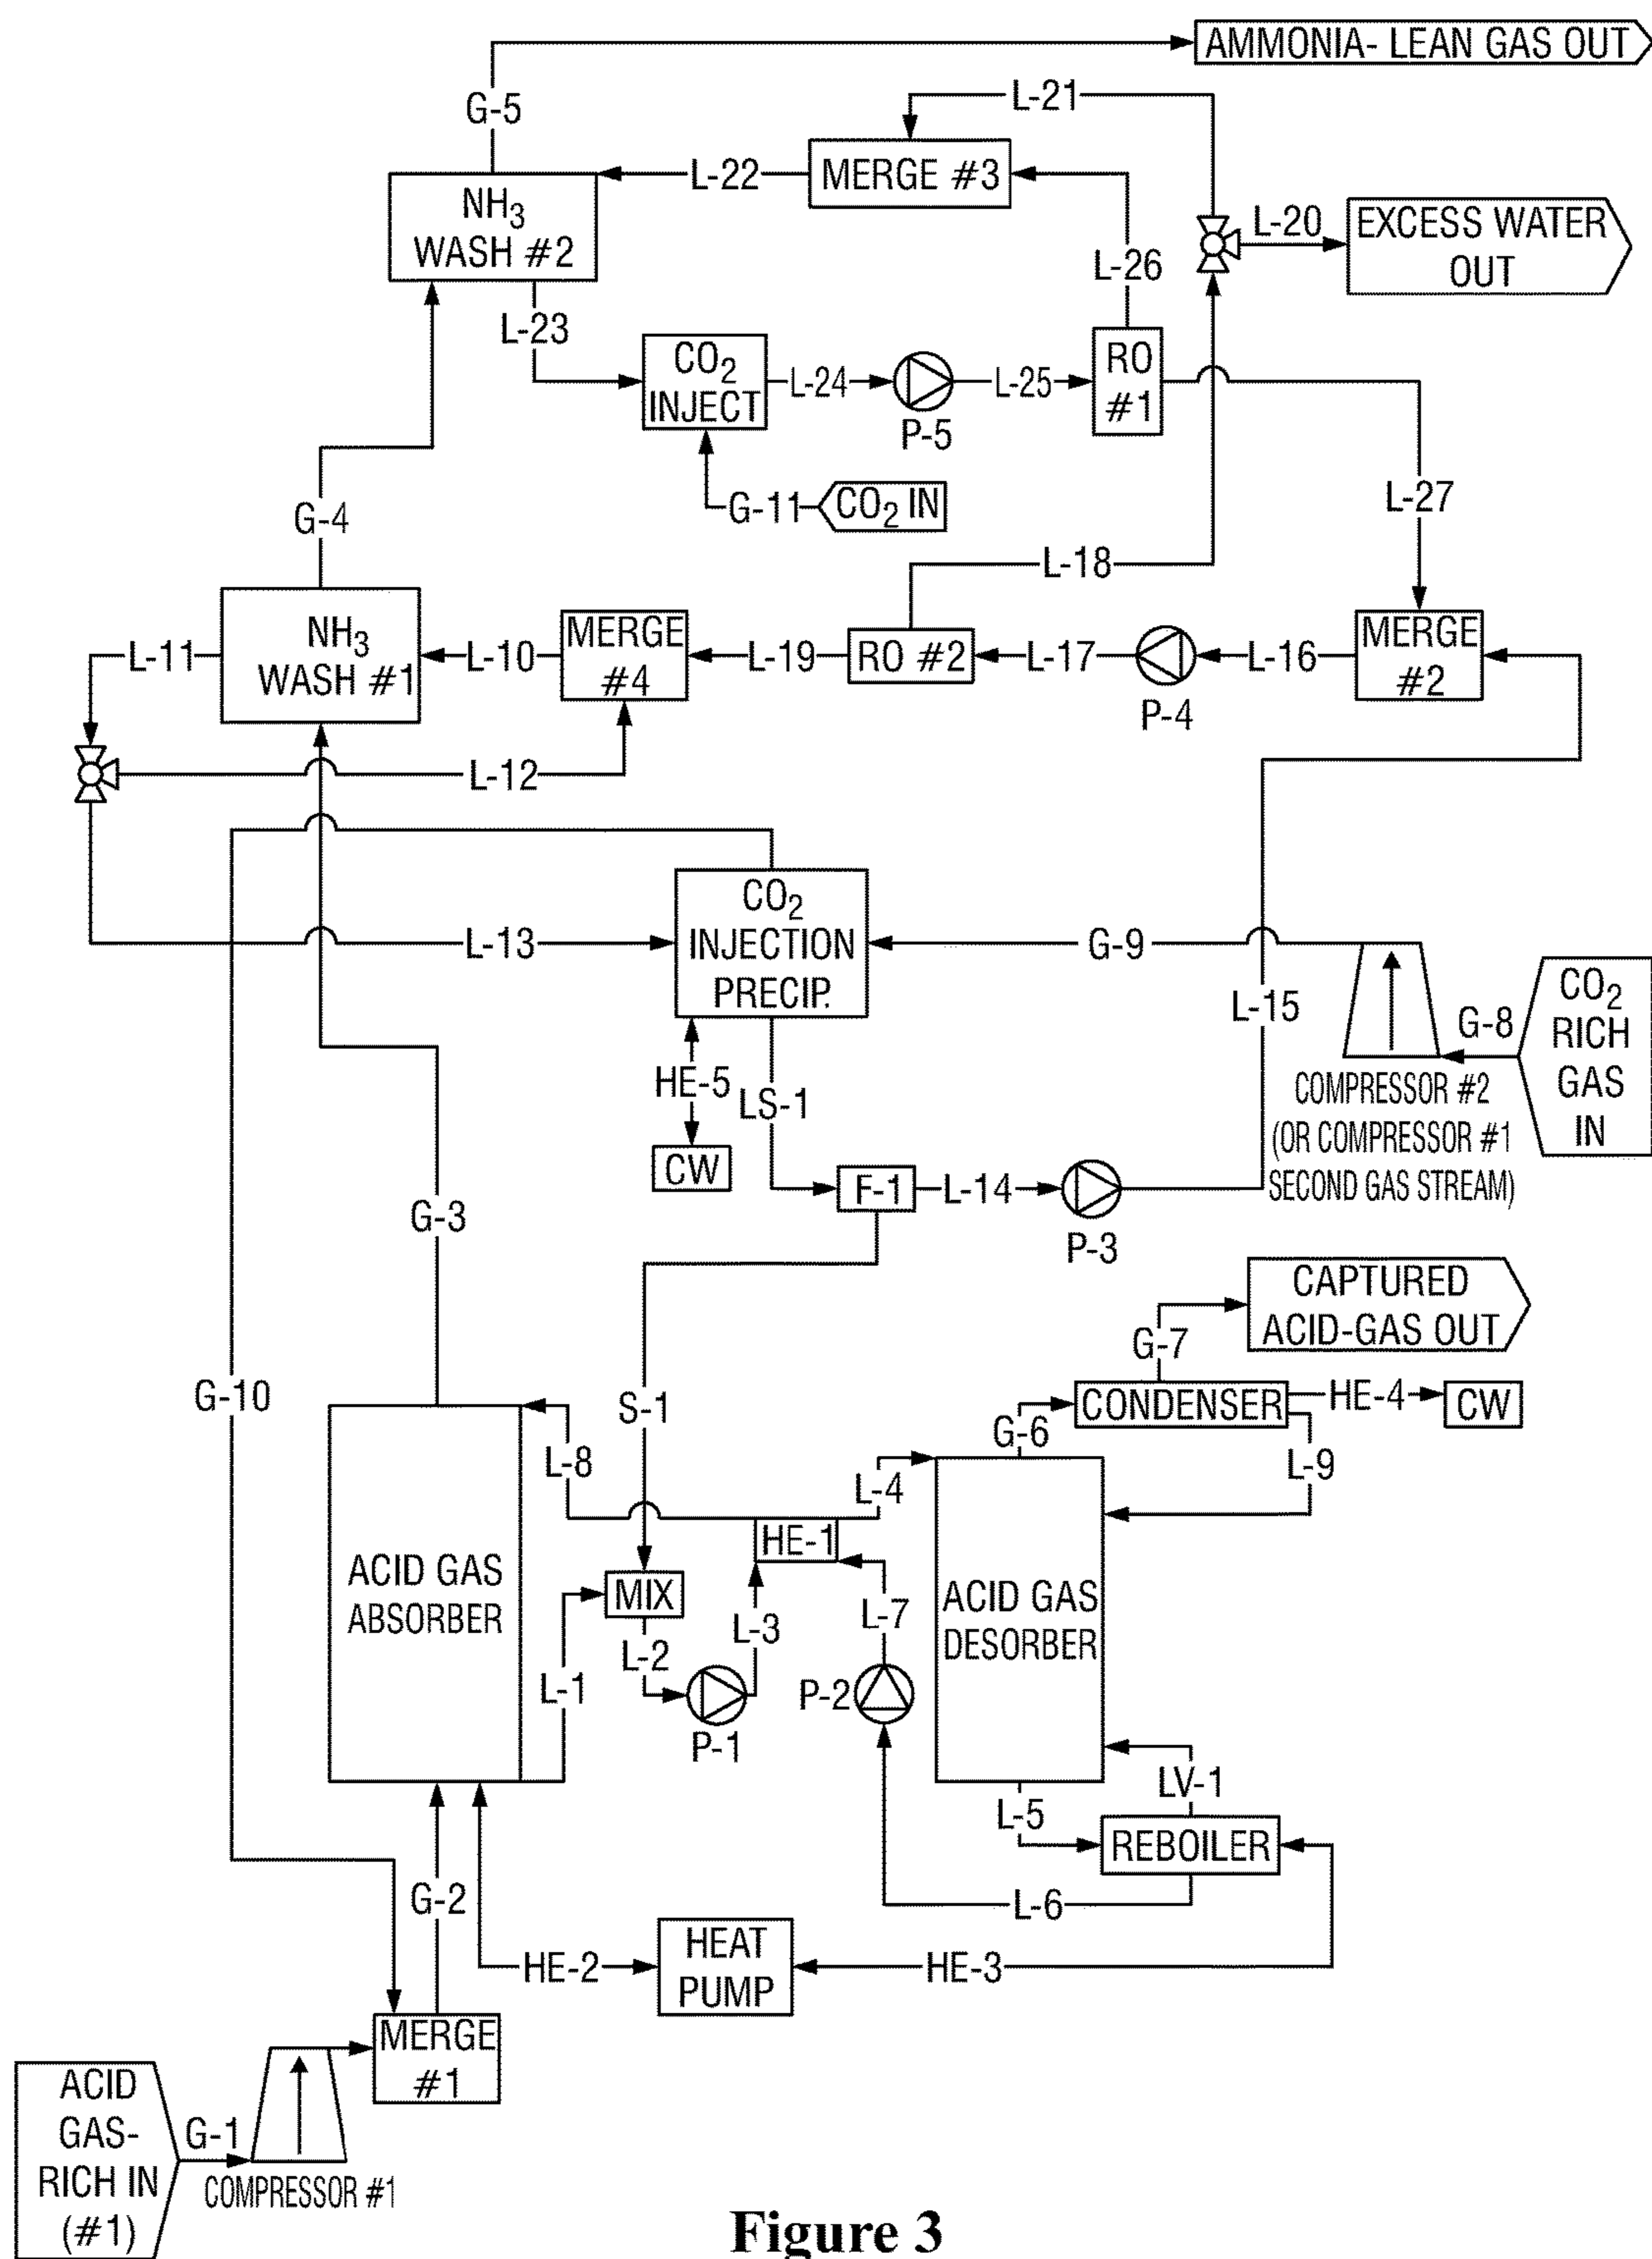 AMMONIA- LEAN GAS OUT
G-5
L-21
L-22
MERGE #3
NH3
WASH #2
L-20
EXCESS WATER
OUT
L-26
L-23
CO2
INJECT
L-24
P-5
L-25
RO
#1
G-11
CO2 IN
L-27
G-4
L-18
L-11
NH3
WASH #1
L-10
MERGE
#4
L-19
RO #2
L-17
P-4
L-16
MERGE
#2
L-12
CO2
INJECTION
PRECIP.
L-13
G-9
L-15
G-8
CO2
RICH
GAS
IN
COMPRESSOR #2
(OR COMPRESSOR #1
SECOND GAS STREAM)
HE-5
LS-1
CW
F-1
L-14
P-3
G-3
CAPTURED
ACID-GAS OUT
G-7
G-10
S-1
CONDENSER
HE-4
CW
G-6
L-9
L-8
L-4
HE-1
ACID GAS
ABSORBER
MIX
L-3
L-7
ACID GAS
DESORBER
L-2
L-1
P-1
P-2
LV-1
L-5
REBOILER
G-2
L-6
HE-2
HEAT
PUMP
HE-3
MERGE
#1
ACID
GAS-
RICH IN
(#1)
G-1
COMPRESSOR #1
Figure 3